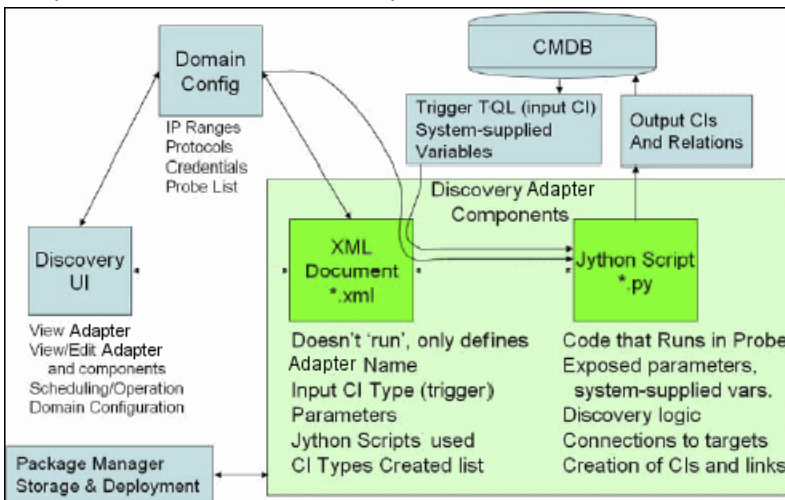 CMDB
Domain
Config
IP Ranges
Protocols
Credentials
Probe List
Trigger TQL (input CI)
System-supplied
Variables
Output CIs
And Relations
Discovery Adapter
Components
Discovery
UI
View Adapter
View/Edit Adapter
and components
Scheduling/Operation
Domain Configuration
XML
Document
*.xml
Doesn't 'run', only defines
Adapter Name
Input CI Type (trigger)
Parameters
Jython Scripts used
CI Types Created list
Jython Script
*.py
Code that Runs in Probe
Exposed parameters,
system-supplied vars.
Discovery logic
Connections to targets
Creation of CIs and links
Package Manager
Storage & Deployment